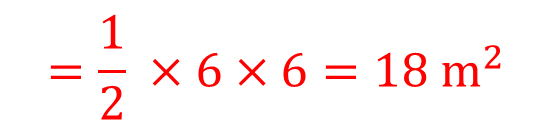 = 1/2 × 6 × 6 = 18 m²